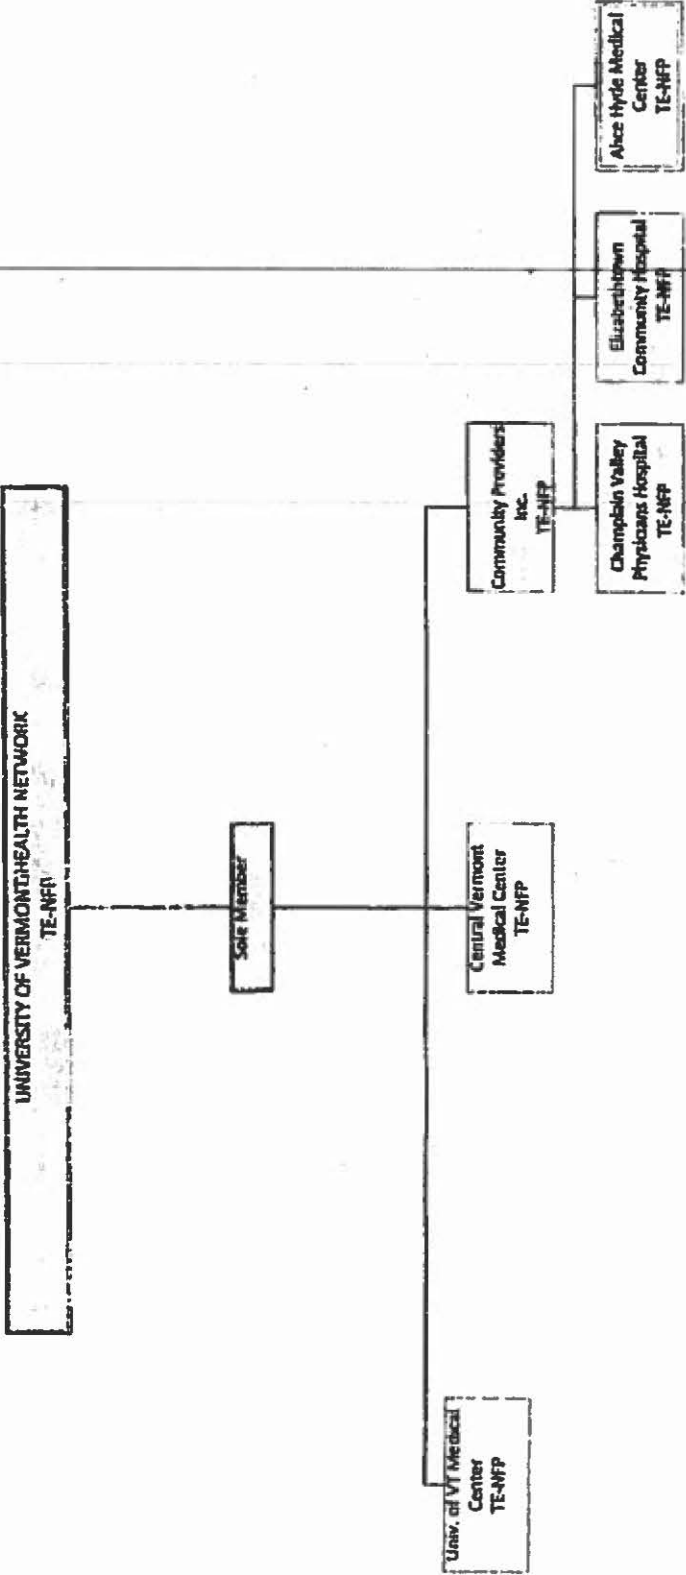 UNIVERSITY OF VERMONT HEALTH NETWORK
TE-NFP
Sole Member
Univ. of VT Medical
Center
TE-NFP
Central Vermont
Medical Center
TE-NFP
Community Providers
Inc.
TE-NFP
Champlain Valley
Physicians Hospital
TE-NFP
Elizabethtown
Community Hospital
TE-NFP
Alice Hyde Medical
Center
TE-NFP